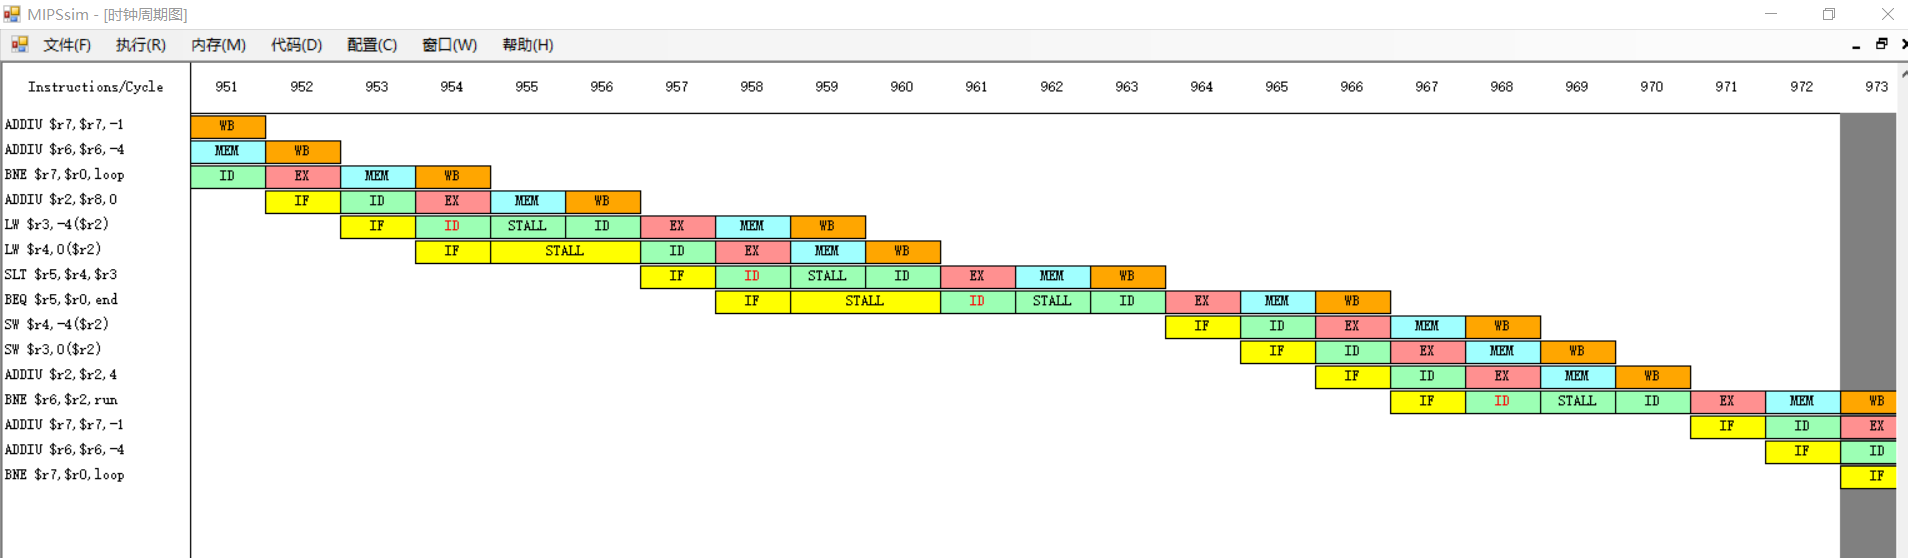 MIPSsim - [时钟周期图]
文件(F) 执行(R) 内存(M) 代码(D) 配置(C) 窗口(W) 帮助(H)
Instructions/Cycle 951 952 953 954 955 956 957 958 959 960 961 962 963 964 965 966 967 968 969 970 971 972 973
ADDIU $r7,$r7,-1 WB
ADDIU $r6,$r6,-4 MEM WB
BNE $r7,$r0,loop ID EX MEM WB
ADDIU $r2,$r8,0 IF ID EX MEM WB
LW $r3,-4($r2) IF ID STALL ID EX MEM WB
LW $r4,0($r2) IF STALL ID EX MEM WB
SLT $r5,$r4,$r3 IF ID STALL ID EX MEM WB
BEQ $r5,$r0,end IF STALL ID STALL ID EX MEM WB
SW $r4,-4($r2) IF ID EX MEM WB
SW $r3,0($r2) IF ID EX MEM WB
ADDIU $r2,$r2,4 IF ID EX MEM WB
BNE $r6,$r2,run IF ID STALL ID EX MEM WB
ADDIU $r7,$r7,-1 IF ID EX
ADDIU $r6,$r6,-4 IF ID
BNE $r7,$r0,loop IF